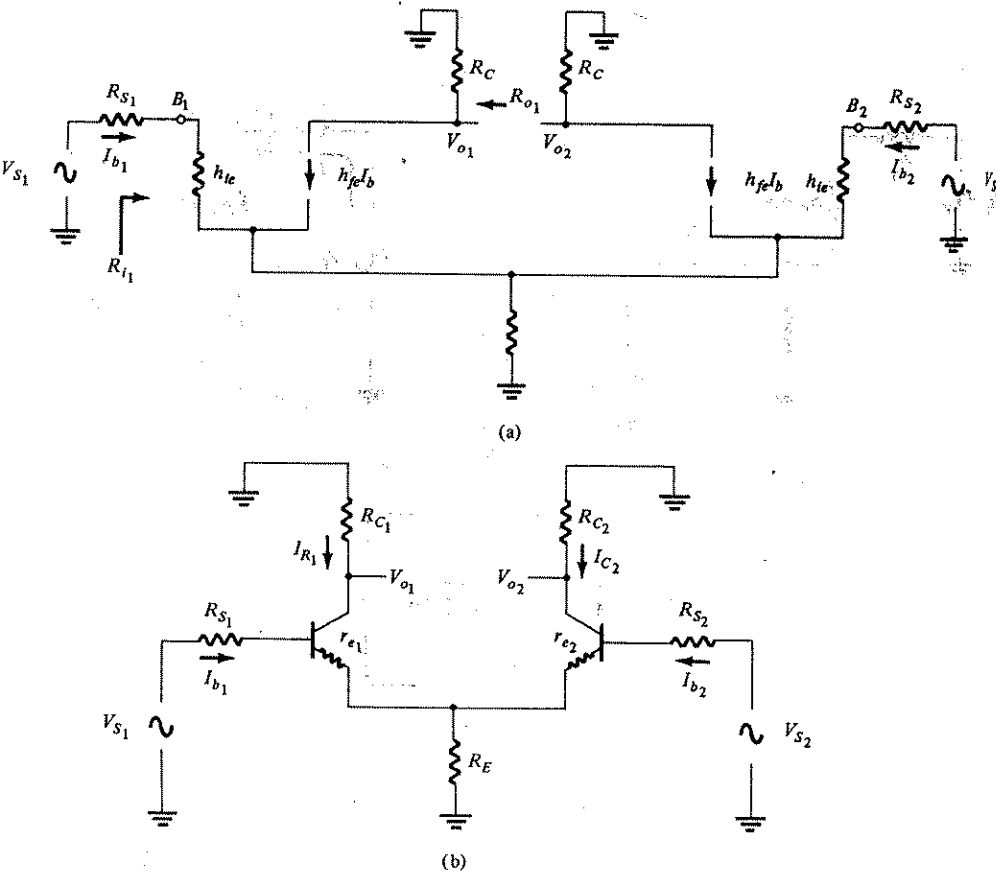 R_C
R_C
R_{S_1}
B_1
R_{o_1}
B_2
R_{S_2}
V_{o_1}
V_{o_2}
V_{S_1}
I_{b_1}
h_{ie}
h_{fe}I_b
h_{fe}I_b
h_{ie}
I_{b_2}
V_S
R_{i_1}
(a)
R_{C_1}
R_{C_2}
I_{R_1}
I_{C_2}
V_{o_1}
V_{o_2}
R_{S_1}
r_{e_1}
r_{e_2}
R_{S_2}
I_{b_1}
I_{b_2}
V_{S_1}
V_{S_2}
R_E
(b)